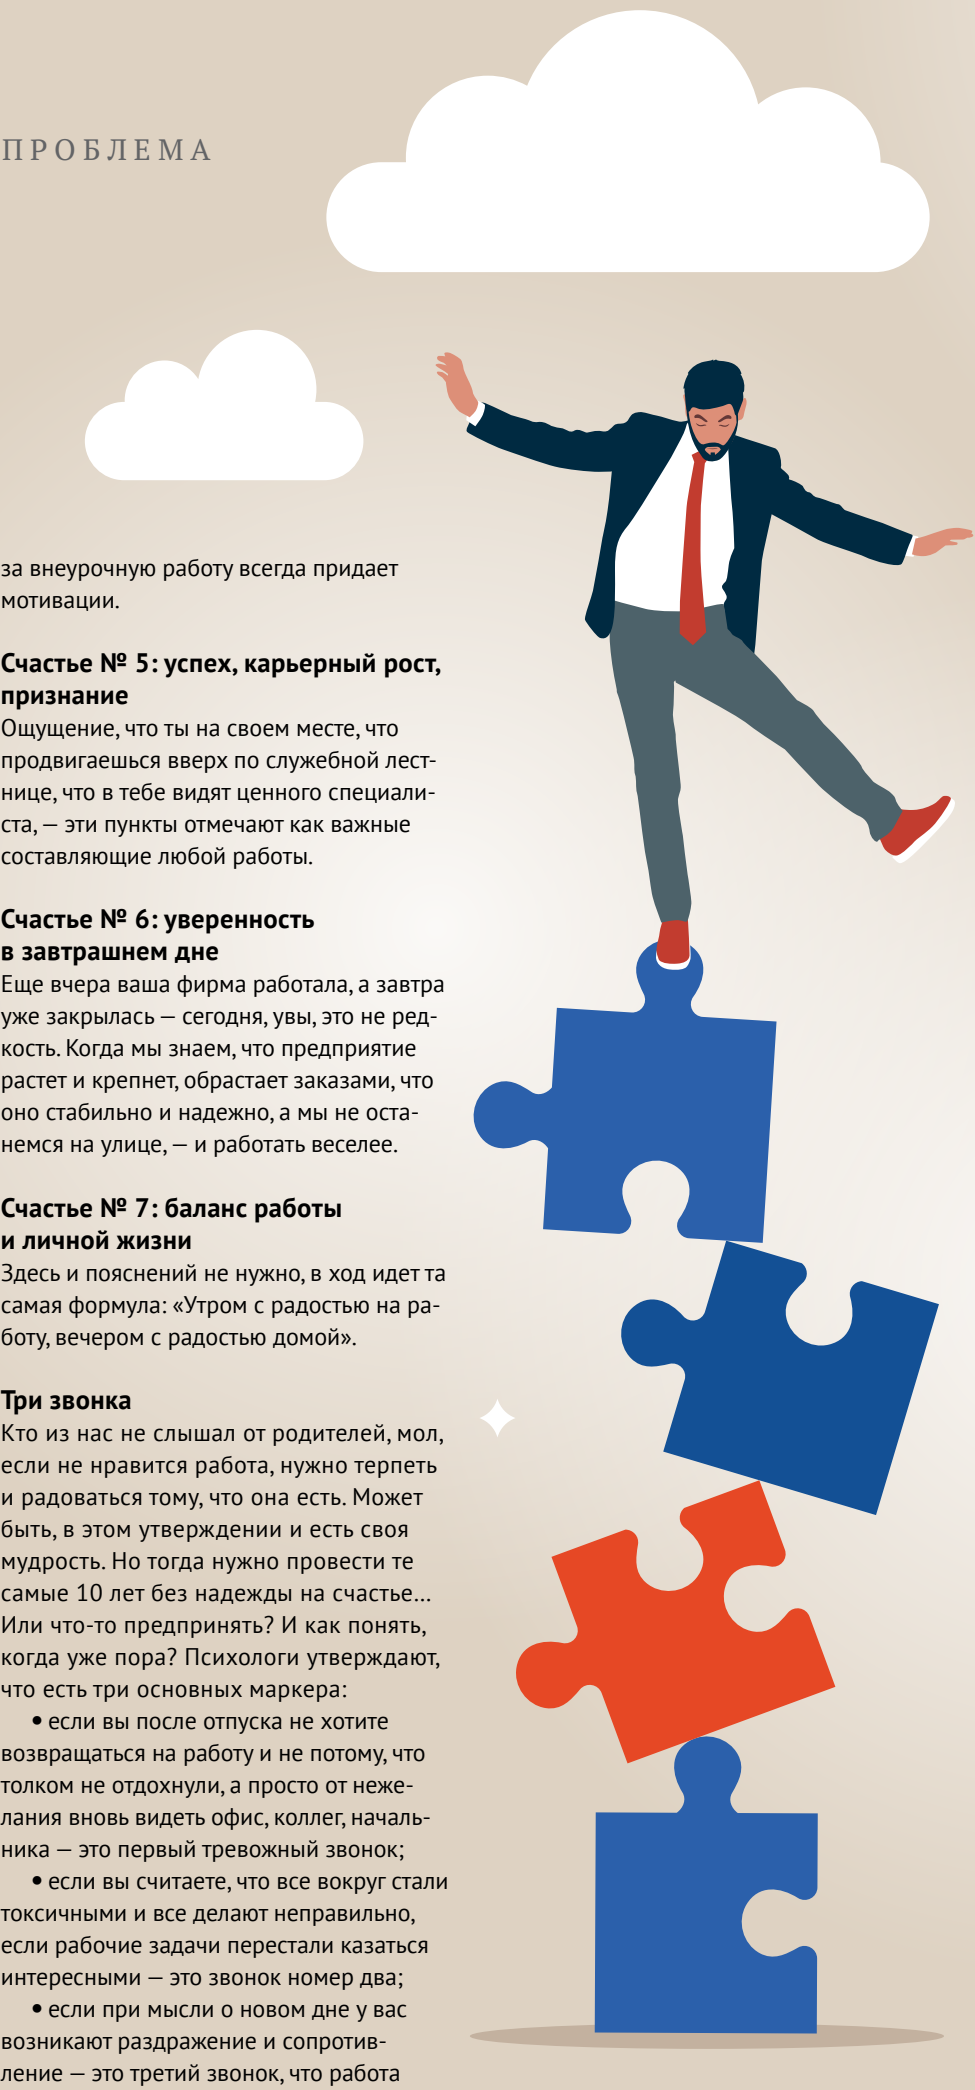 ПРОБЛЕМА
за внеурочную работу всегда придает
мотивации.
Счастье № 5: успех, карьерный рост,
признание
Ощущение, что ты на своем месте, что
продвигаешься вверх по служебной лест-
нице, что в тебе видят ценного специали-
ста, — эти пункты отмечают как важные
составляющие любой работы.
Счастье № 6: уверенность
в завтрашнем дне
Еще вчера ваша фирма работала, а завтра
уже закрылась — сегодня, увы, это не ред-
кость. Когда мы знаем, что предприятие
растет и крепнет, обрастает заказами, что
оно стабильно и надежно, а мы не оста-
немся на улице, — и работать веселее.
Счастье № 7: баланс работы
и личной жизни
Здесь и пояснений не нужно, в ход идет та
самая формула: «Утром с радостью на ра-
боту, вечером с радостью домой».
Три звонка
Кто из нас не слышал от родителей, мол,
если не нравится работа, нужно терпеть
и радоваться тому, что она есть. Может
быть, в этом утверждении и есть своя
мудрость. Но тогда нужно провести те
самые 10 лет без надежды на счастье...
Или что-то предпринять? И как понять,
когда уже пора? Психологи утверждают,
что есть три основных маркера:
• если вы после отпуска не хотите
возвращаться на работу и не потому, что
толком не отдохнули, а просто от неже-
лания вновь видеть офис, коллег, началь-
ника — это первый тревожный звонок;
• если вы считаете, что все вокруг стали
токсичными и все делают неправильно,
если рабочие задачи перестали казаться
интересными — это звонок номер два;
• если при мысли о новом дне у вас
возникают раздражение и сопротив-
ление — это третий звонок, что работа